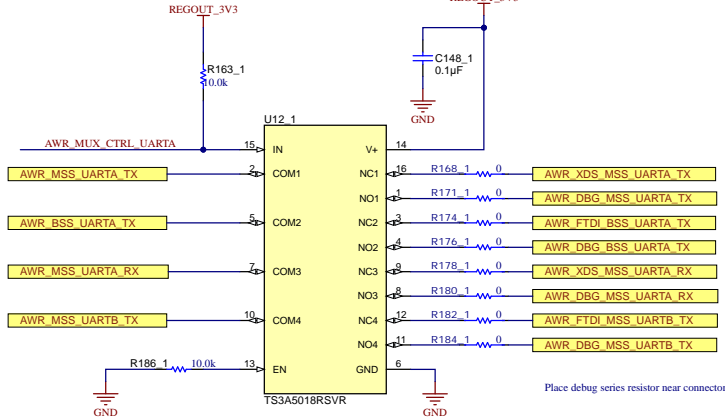 REGOUT_3V3
R163_1
10.0k
C148_1
0.1µF
GND
U12_1
AWR_MUX_CTRL_UARTA
15 IN V+ 14
AWR_MSS_UARTA_TX 2 COM1 NC1 16 R168_1 0 AWR_XDS_MSS_UARTA_TX
NO1 1 R171_1 0 AWR_DBG_MSS_UARTA_TX
AWR_BSS_UARTA_TX 5 COM2 NC2 3 R174_1 0 AWR_FTDI_BSS_UARTA_TX
NO2 4 R176_1 0 AWR_DBG_BSS_UARTA_TX
AWR_MSS_UARTA_RX 7 COM3 NC3 9 R178_1 0 AWR_XDS_MSS_UARTA_RX
NO3 8 R180_1 0 AWR_DBG_MSS_UARTA_RX
AWR_MSS_UARTB_TX 10 COM4 NC4 12 R182_1 0 AWR_FTDI_MSS_UARTB_TX
NO4 11 R184_1 0 AWR_DBG_MSS_UARTB_TX
R186_1 10.0k 13 EN GND 6
Place debug series resistor near connector
TS3A5018RSVR
GND GND